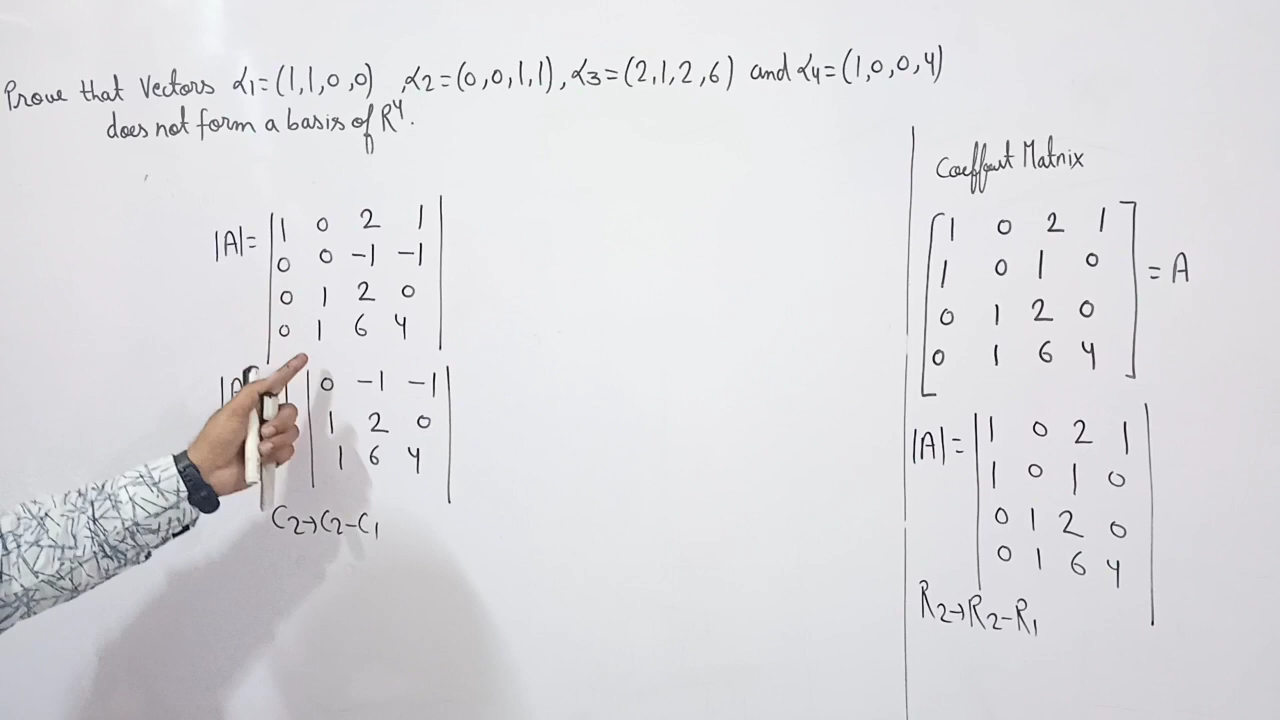 Prove that Vectors α1=(1,1,0,0) ,α2=(0,0,1,1),α3=(2,1,2,6) and α4=(1,0,0,4)
does not form a basis of R⁴.
|A|= | 1 0 2 1 |
| 0 0 -1 -1 |
| 0 1 2 0 |
| 0 1 6 4 |
|A
| 0 -1 -1 |
| 1 2 0 |
| 1 6 4 |
C2→C2-C1
Matrix
[ 1 0 2 1 ]
[ 1 0 1 0 ] = A
[ 0 1 2 0 ]
[ 0 1 6 4 ]
|A|= | 1 0 2 1 |
| 1 0 1 0 |
| 0 1 2 0 |
| 0 1 6 4 |
R2→R2-R1